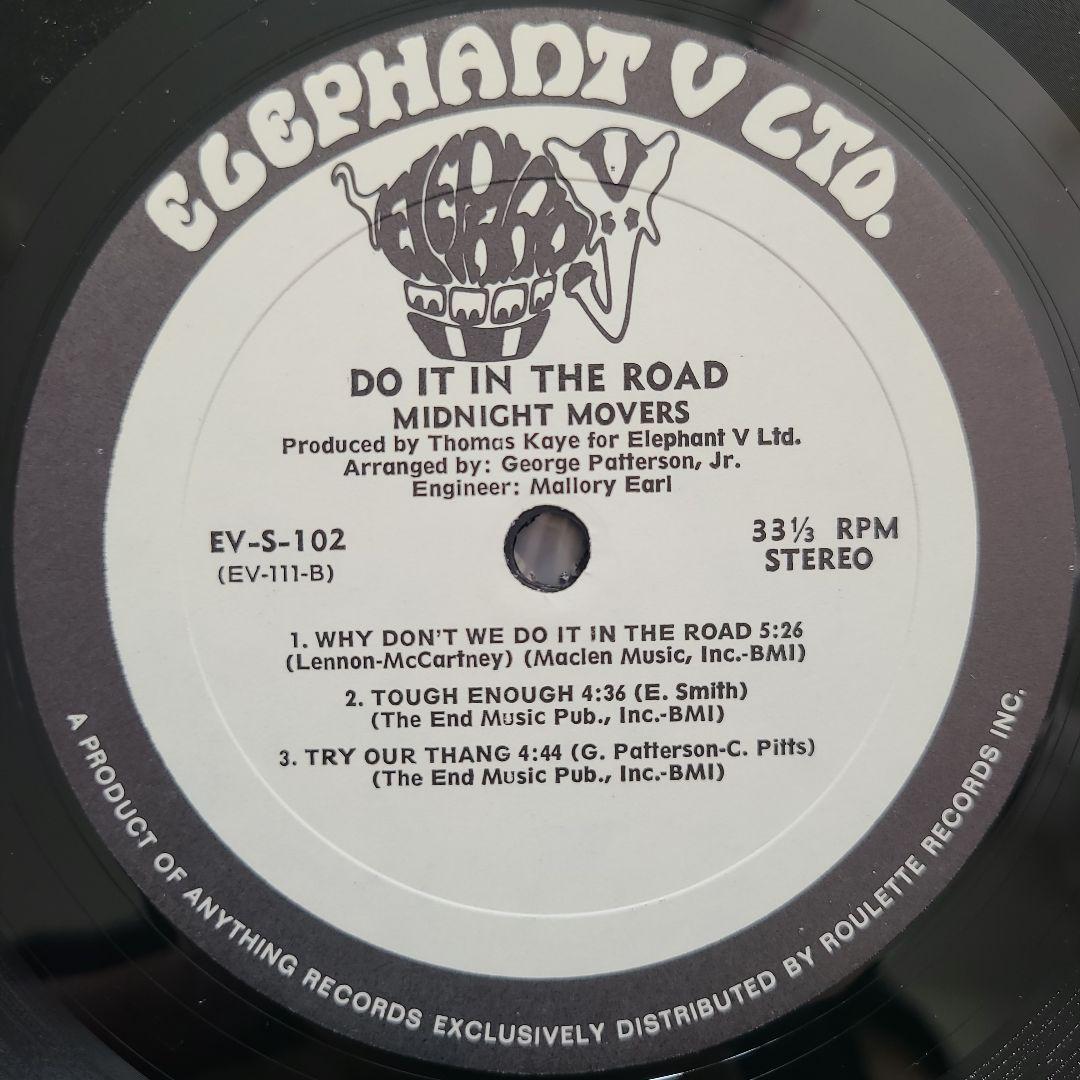 ELEPHANT V LTD.
ELEPHANT V
DO IT IN THE ROAD
MIDNIGHT MOVERS
Produced by Thomas Kaye for Elephant V Ltd.
Arranged by: George Patterson, Jr.
Engineer: Mallory Earl
EV-S-102
(EV-111-B)
33⅓ RPM
STEREO
1. WHY DON'T WE DO IT IN THE ROAD 5:26
(Lennon-McCartney) (Maclen Music, Inc.-BMI)
2. TOUGH ENOUGH 4:36 (E. Smith)
(The End Music Pub., Inc.-BMI)
3. TRY OUR THANG 4:44 (G. Patterson-C. Pitts)
(The End Music Pub., Inc.-BMI)
A PRODUCT OF ANYTHING RECORDS EXCLUSIVELY DISTRIBUTED BY ROULETTE RECORDS INC.